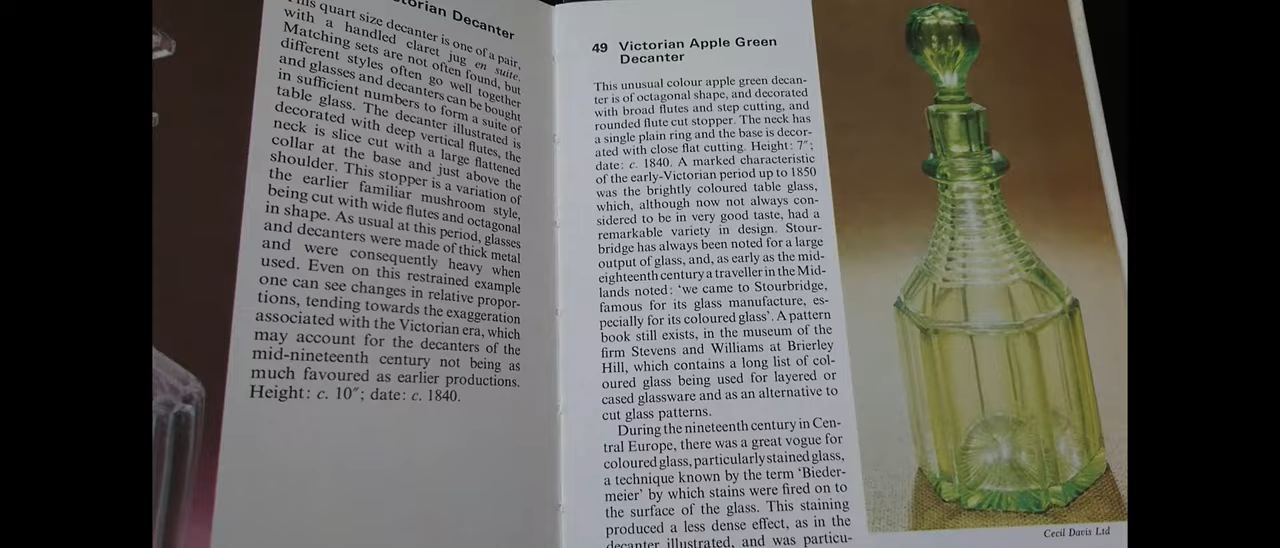 Victorian Decanter
This quart size decanter is one of a pair,
with a handled claret jug en suite.
Matching sets are not often found, but
different styles often go well together
and glasses and decanters can be bought
in sufficient numbers to form a suite of
table glass. The decanter illustrated is
decorated with deep vertical flutes, the
neck is slice cut with a large flattened
collar at the base and just above the
shoulder. This stopper is a variation of
the earlier familiar mushroom style,
being cut with wide flutes and octagonal
in shape. As usual at this period, glasses
and decanters were made of thick metal
and were consequently heavy when
used. Even on this restrained example
one can see changes in relative propor-
tions, tending towards the exaggeration
associated with the Victorian era, which
may account for the decanters of the
mid-nineteenth century not being as
much favoured as earlier productions.
Height: c. 10″; date: c. 1840.
49 Victorian Apple Green
Decanter
This unusual colour apple green decan-
ter is of octagonal shape, and decorated
with broad flutes and step cutting, and
rounded flute cut stopper. The neck has
a single plain ring and the base is decor-
ated with close flat cutting. Height: 7″;
date: c. 1840. A marked characteristic
of the early-Victorian period up to 1850
was the brightly coloured table glass,
which, although now not always con-
sidered to be in very good taste, had a
remarkable variety in design. Stour-
bridge has always been noted for a large
output of glass, and, as early as the mid-
eighteenth century a traveller in the Mid-
lands noted: ‘we came to Stourbridge,
famous for its glass manufacture, es-
pecially for its coloured glass’. A pattern
book still exists, in the museum of the
firm Stevens and Williams at Brierley
Hill, which contains a long list of col-
oured glass being used for layered or
cased glassware and as an alternative to
cut glass patterns.
During the nineteenth century in Cen-
tral Europe, there was a great vogue for
coloured glass, particularly stained glass,
a technique known by the term ‘Bieder-
meier’ by which stains were fired on to
the surface of the glass. This staining
produced a less dense effect, as in the
decanter illustrated, and was particu-
Cecil Davis Ltd